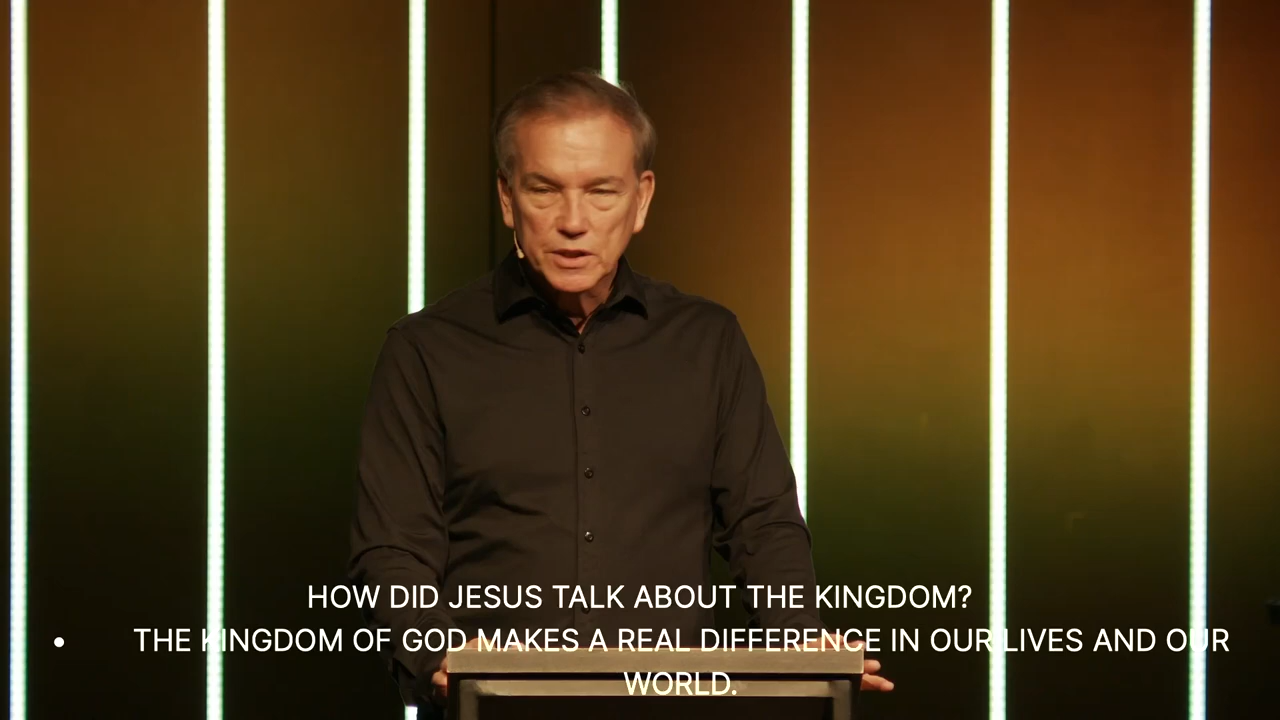 HOW DID JESUS TALK ABOUT THE KINGDOM?
• THE KINGDOM OF GOD MAKES A REAL DIFFERENCE IN OUR LIVES AND OUR
WORLD.